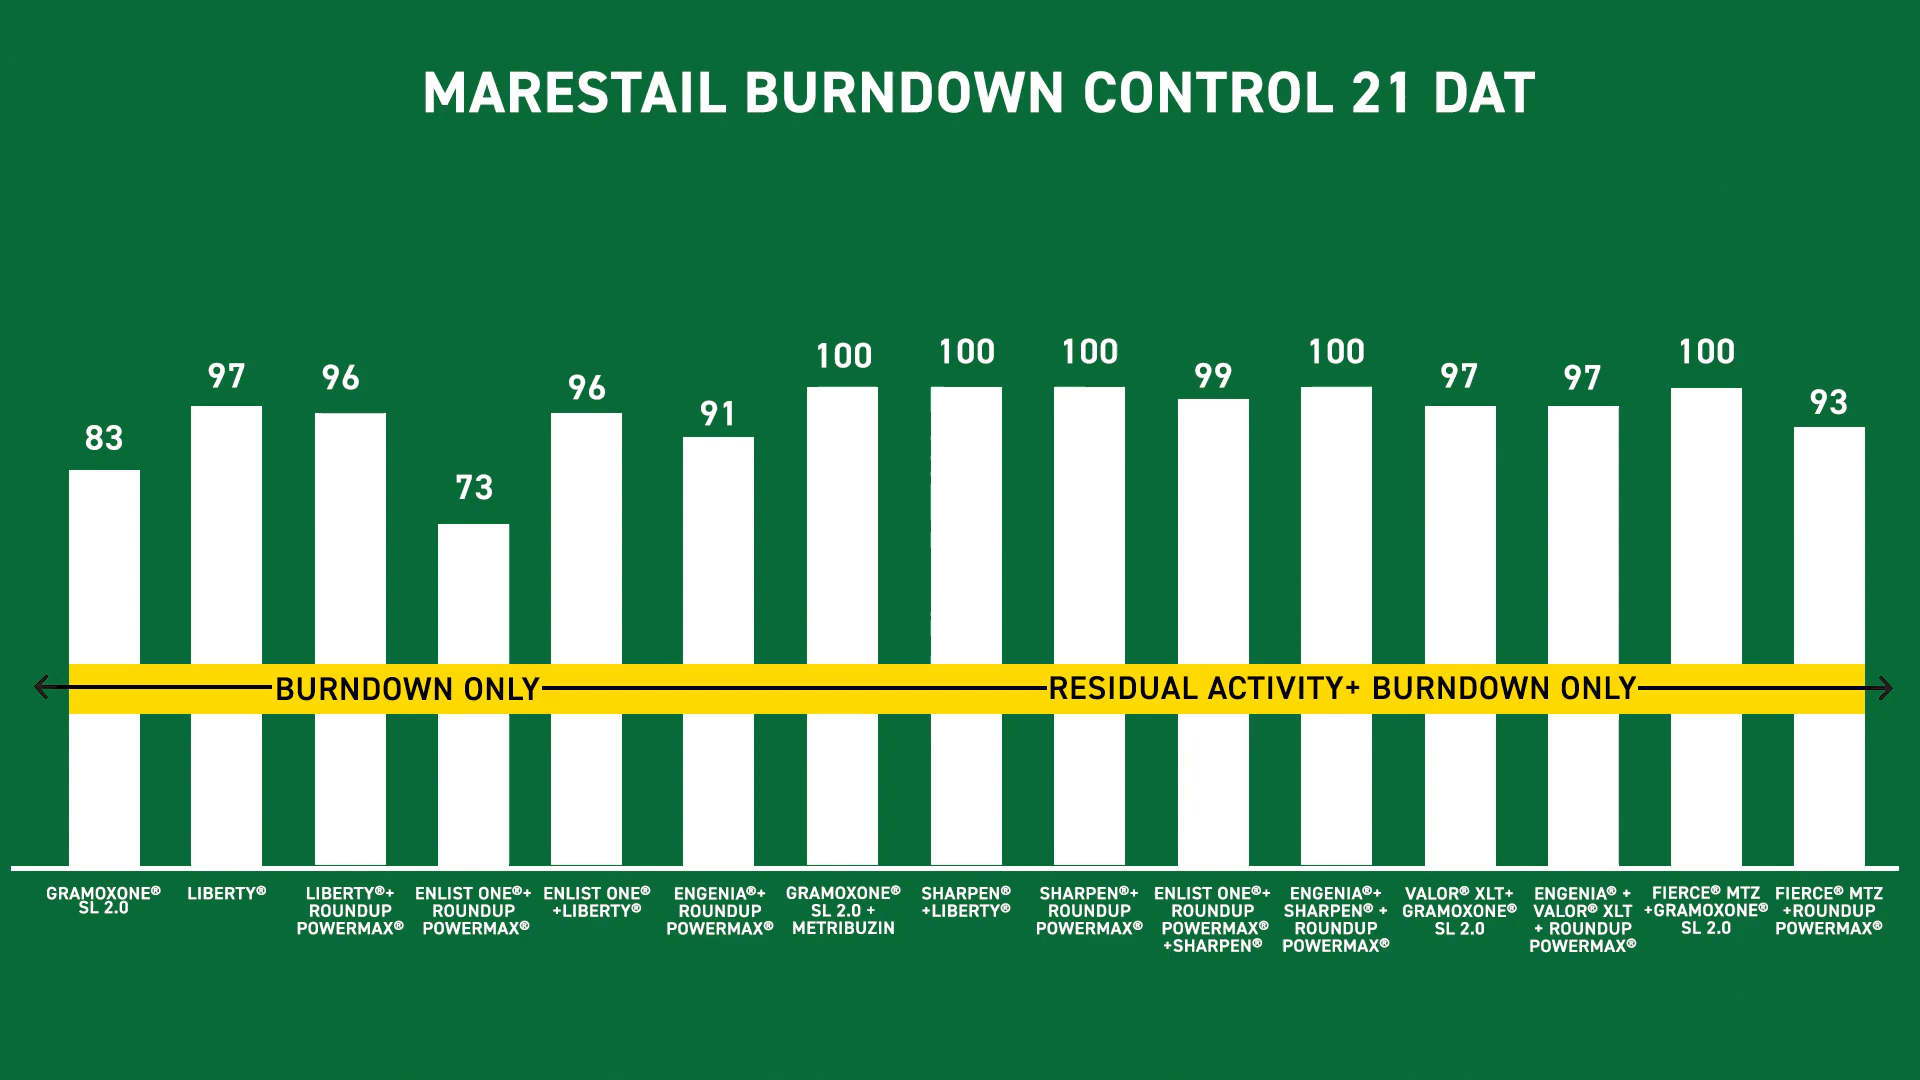 MARESTAIL BURNDOWN CONTROL 21 DAT
83
97
96
73
96
91
100
100
100
99
100
97
97
100
93
BURNDOWN ONLY
RESIDUAL ACTIVITY+ BURNDOWN ONLY
GRAMOXONE®
SL 2.0
LIBERTY®
LIBERTY®+
ROUNDUP
POWERMAX®
ENLIST ONE®+
ROUNDUP
POWERMAX®
ENLIST ONE®
+LIBERTY®
ENGENIA®+
ROUNDUP
POWERMAX®
GRAMOXONE®
SL 2.0 +
METRIBUZIN
SHARPEN®
+LIBERTY®
SHARPEN®+
ROUNDUP
POWERMAX®
ENLIST ONE®+
ROUNDUP
POWERMAX®
+SHARPEN®
ENGENIA®+
SHARPEN® +
ROUNDUP
POWERMAX®
VALOR® XLT+
GRAMOXONE®
SL 2.0
ENGENIA® +
VALOR® XLT
+ ROUNDUP
POWERMAX®
FIERCE® MTZ
+GRAMOXONE®
SL 2.0
FIERCE® MTZ
+ROUNDUP
POWERMAX®